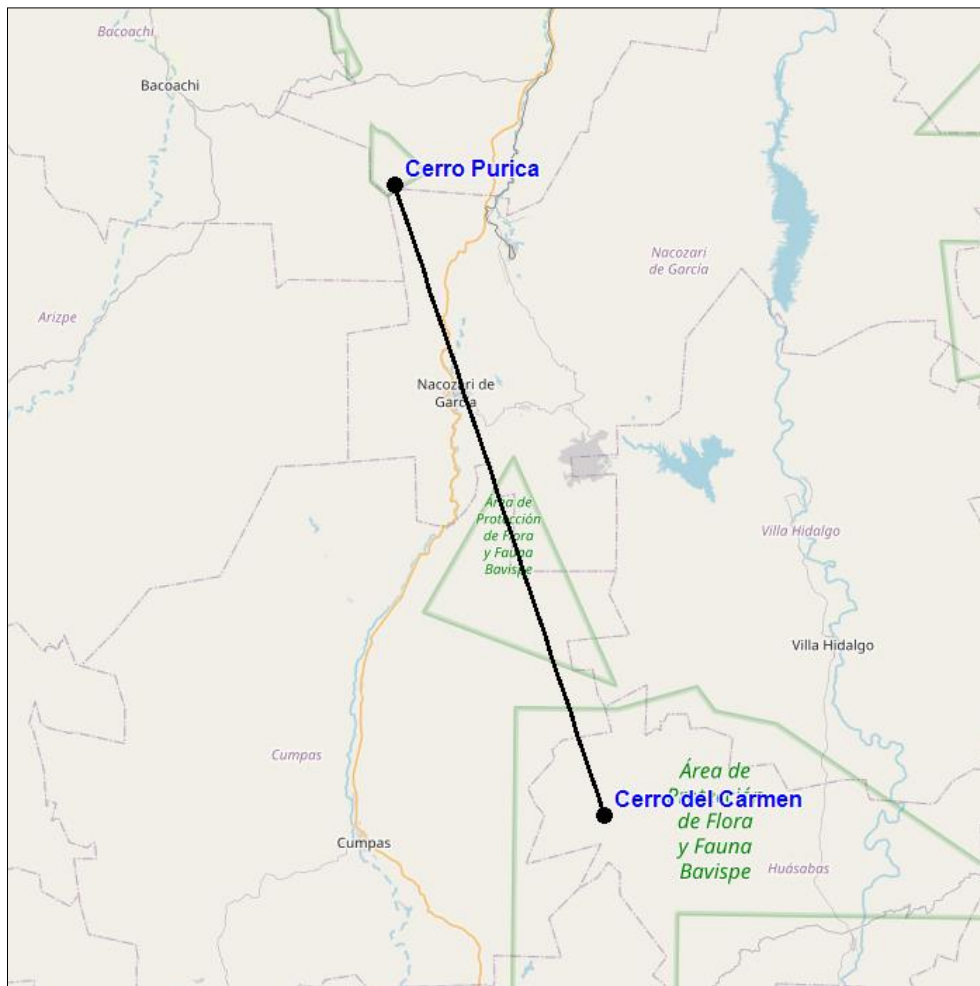 Bacoachi
Bacoachi
Cerro Purica
Nacozari
de García
Arizpe
Nacozari de
García
Área de
Protección
de Flora
y Fauna
Bavispe
Villa Hidalgo
Villa Hidalgo
Cumpas
Área de
Cerro del Carmen
Protección
de Flora
y Fauna
Bavispe
Cumpas
Huásabas